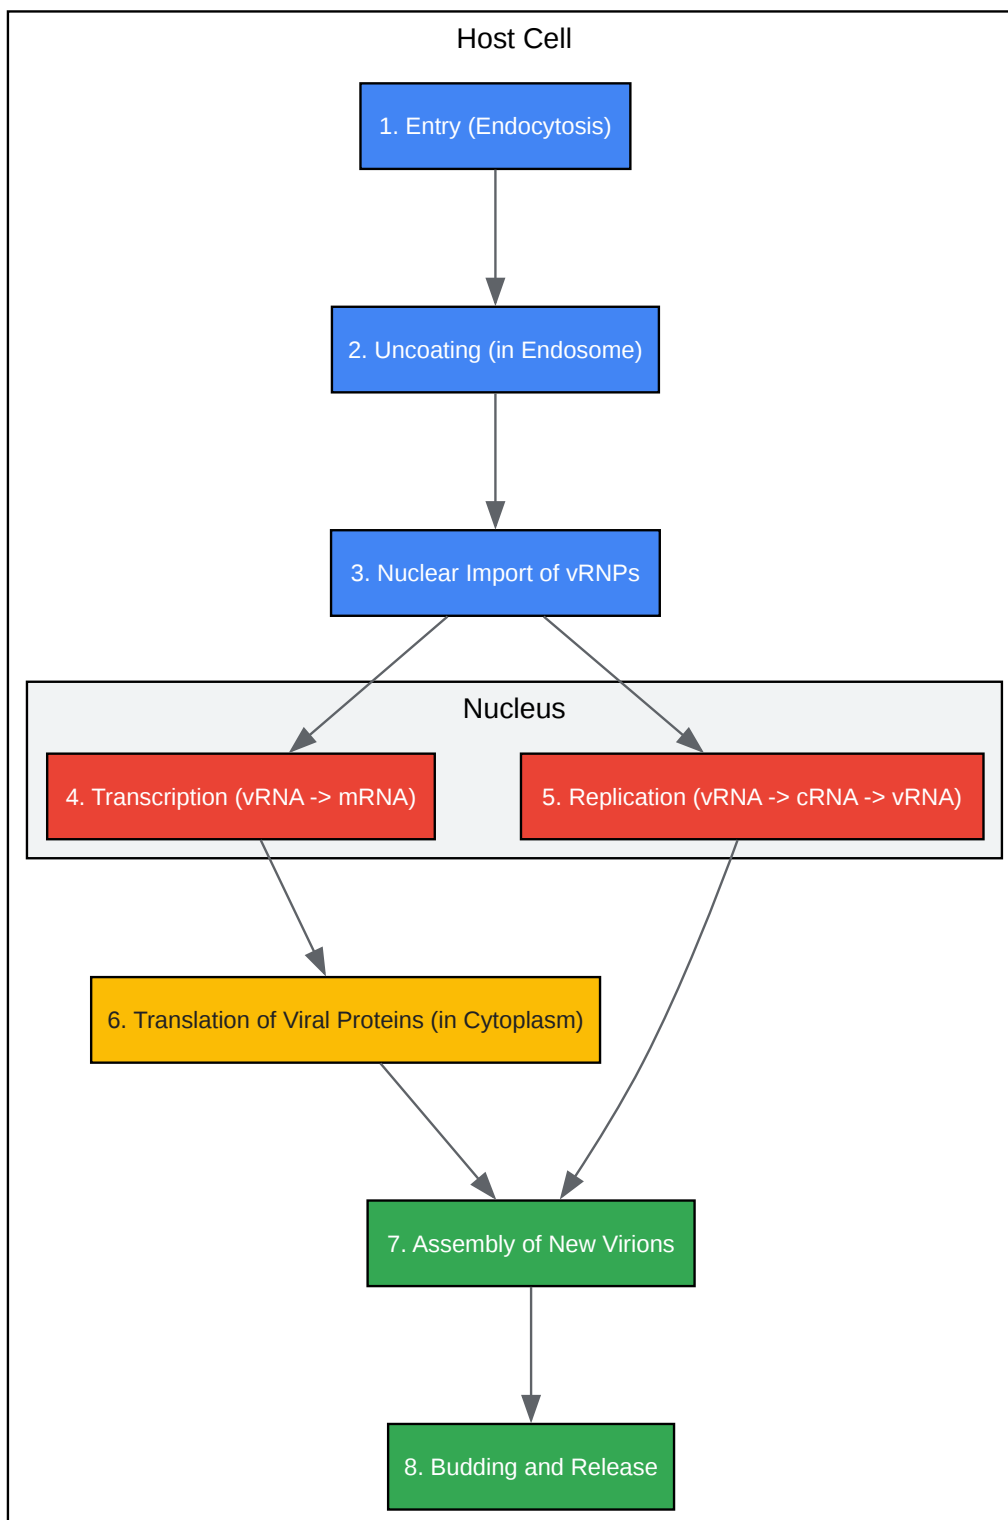 Host Cell
1. Entry (Endocytosis)
2. Uncoating (in Endosome)
3. Nuclear Import of vRNPs
Nucleus
4. Transcription (vRNA -> mRNA)
5. Replication (vRNA -> cRNA -> vRNA)
6. Translation of Viral Proteins (in Cytoplasm)
7. Assembly of New Virions
8. Budding and Release